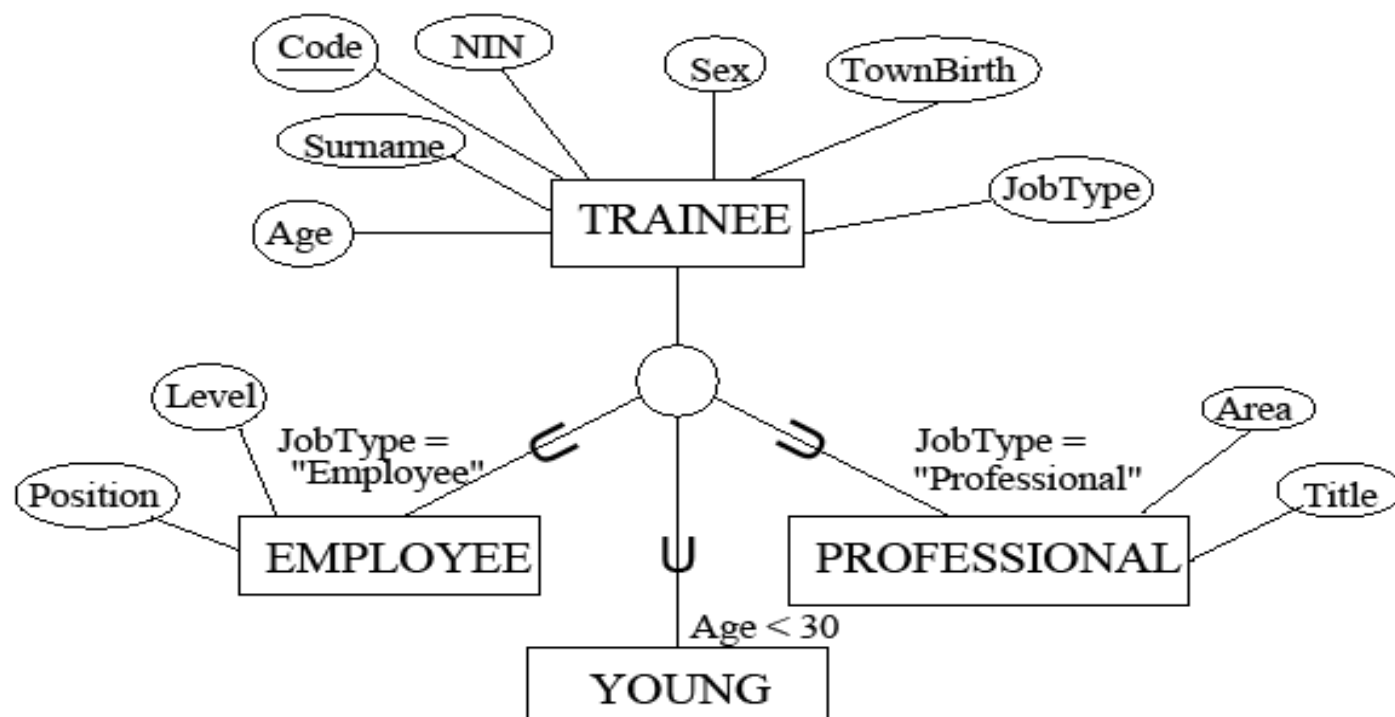 Code
NIN
Sex
TownBirth
Surname
JobType
TRAINEE
Age
Level
Area
JobType =
"Employee"
JobType =
"Professional"
Position
Title
EMPLOYEE
PROFESSIONAL
Age < 30
YOUNG